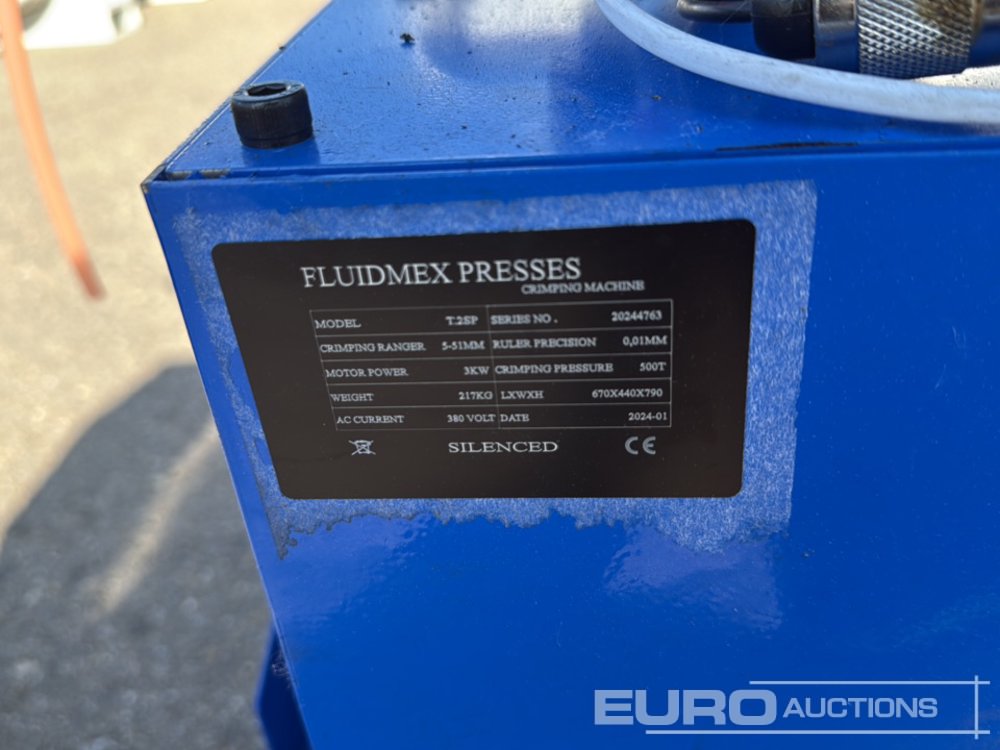 FLUIDMEX PRESSES
CRIMPING MACHINE
MODEL T.2SP SERIES NO . 20244763
CRIMPING RANGER 5-51MM RULER PRECISION 0,01MM
MOTOR POWER 3KW CRIMPING PRESSURE 500T
WEIGHT 217KG LXWXH 670X440X790
AC CURRENT 380 VOLT DATE 2024-01
SILENCED CE
EURO AUCTIONS